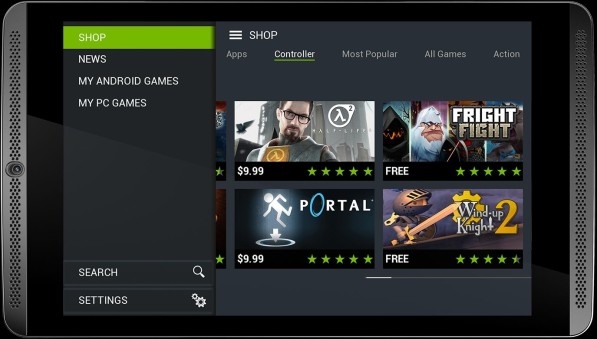 SHOP
NEWS
MY ANDROID GAMES
MY PC GAMES
SEARCH
SETTINGS
SHOP
Apps Controller Most Popular All Games Action
HALF-LIFE 2
$9.99
FRIGHT
FIGHT
FREE
PORTAL
$9.99
Wind-up
Knight 2
FREE